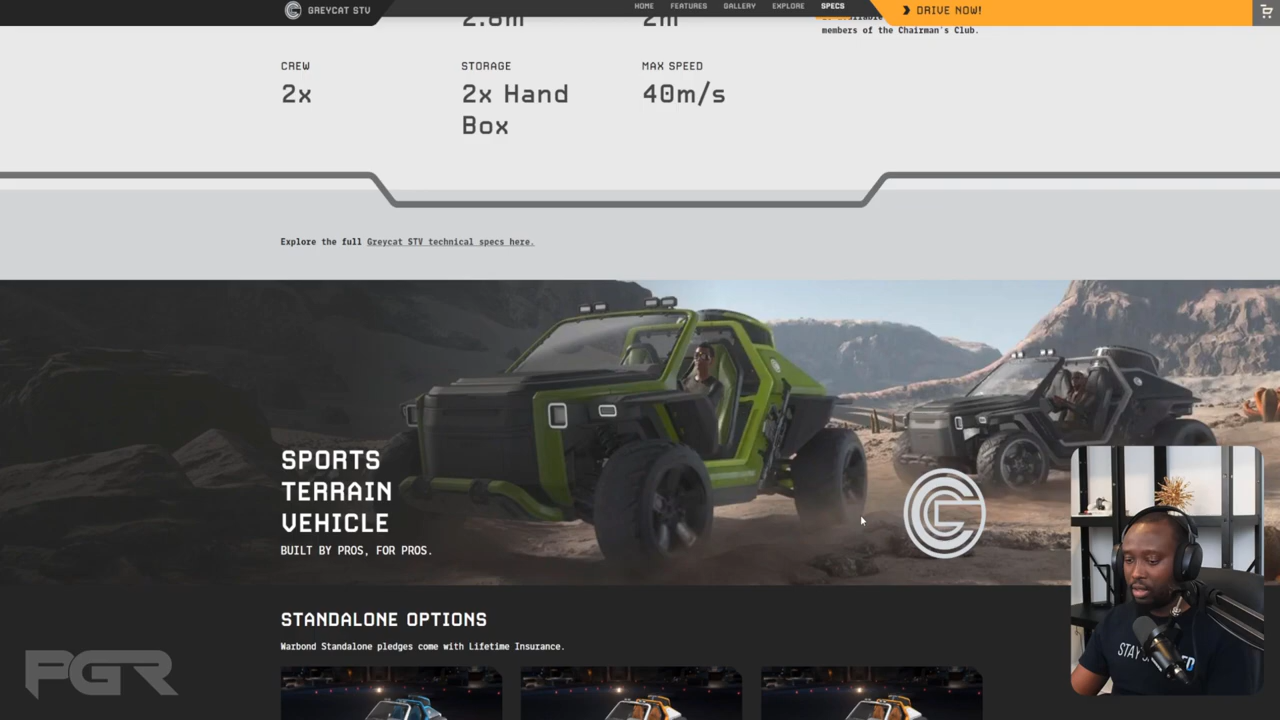 GREYCAT STV
HOME FEATURES GALLERY EXPLORE SPECS
DRIVE NOW!
members of the Chairman's Club.
CREW
2x
STORAGE
2x Hand
Box
MAX SPEED
40m/s
Explore the full Greycat STV technical specs here.
SPORTS
TERRAIN
VEHICLE
BUILT BY PROS, FOR PROS.
STANDALONE OPTIONS
Warbond Standalone pledges come with Lifetime Insurance.
PGR